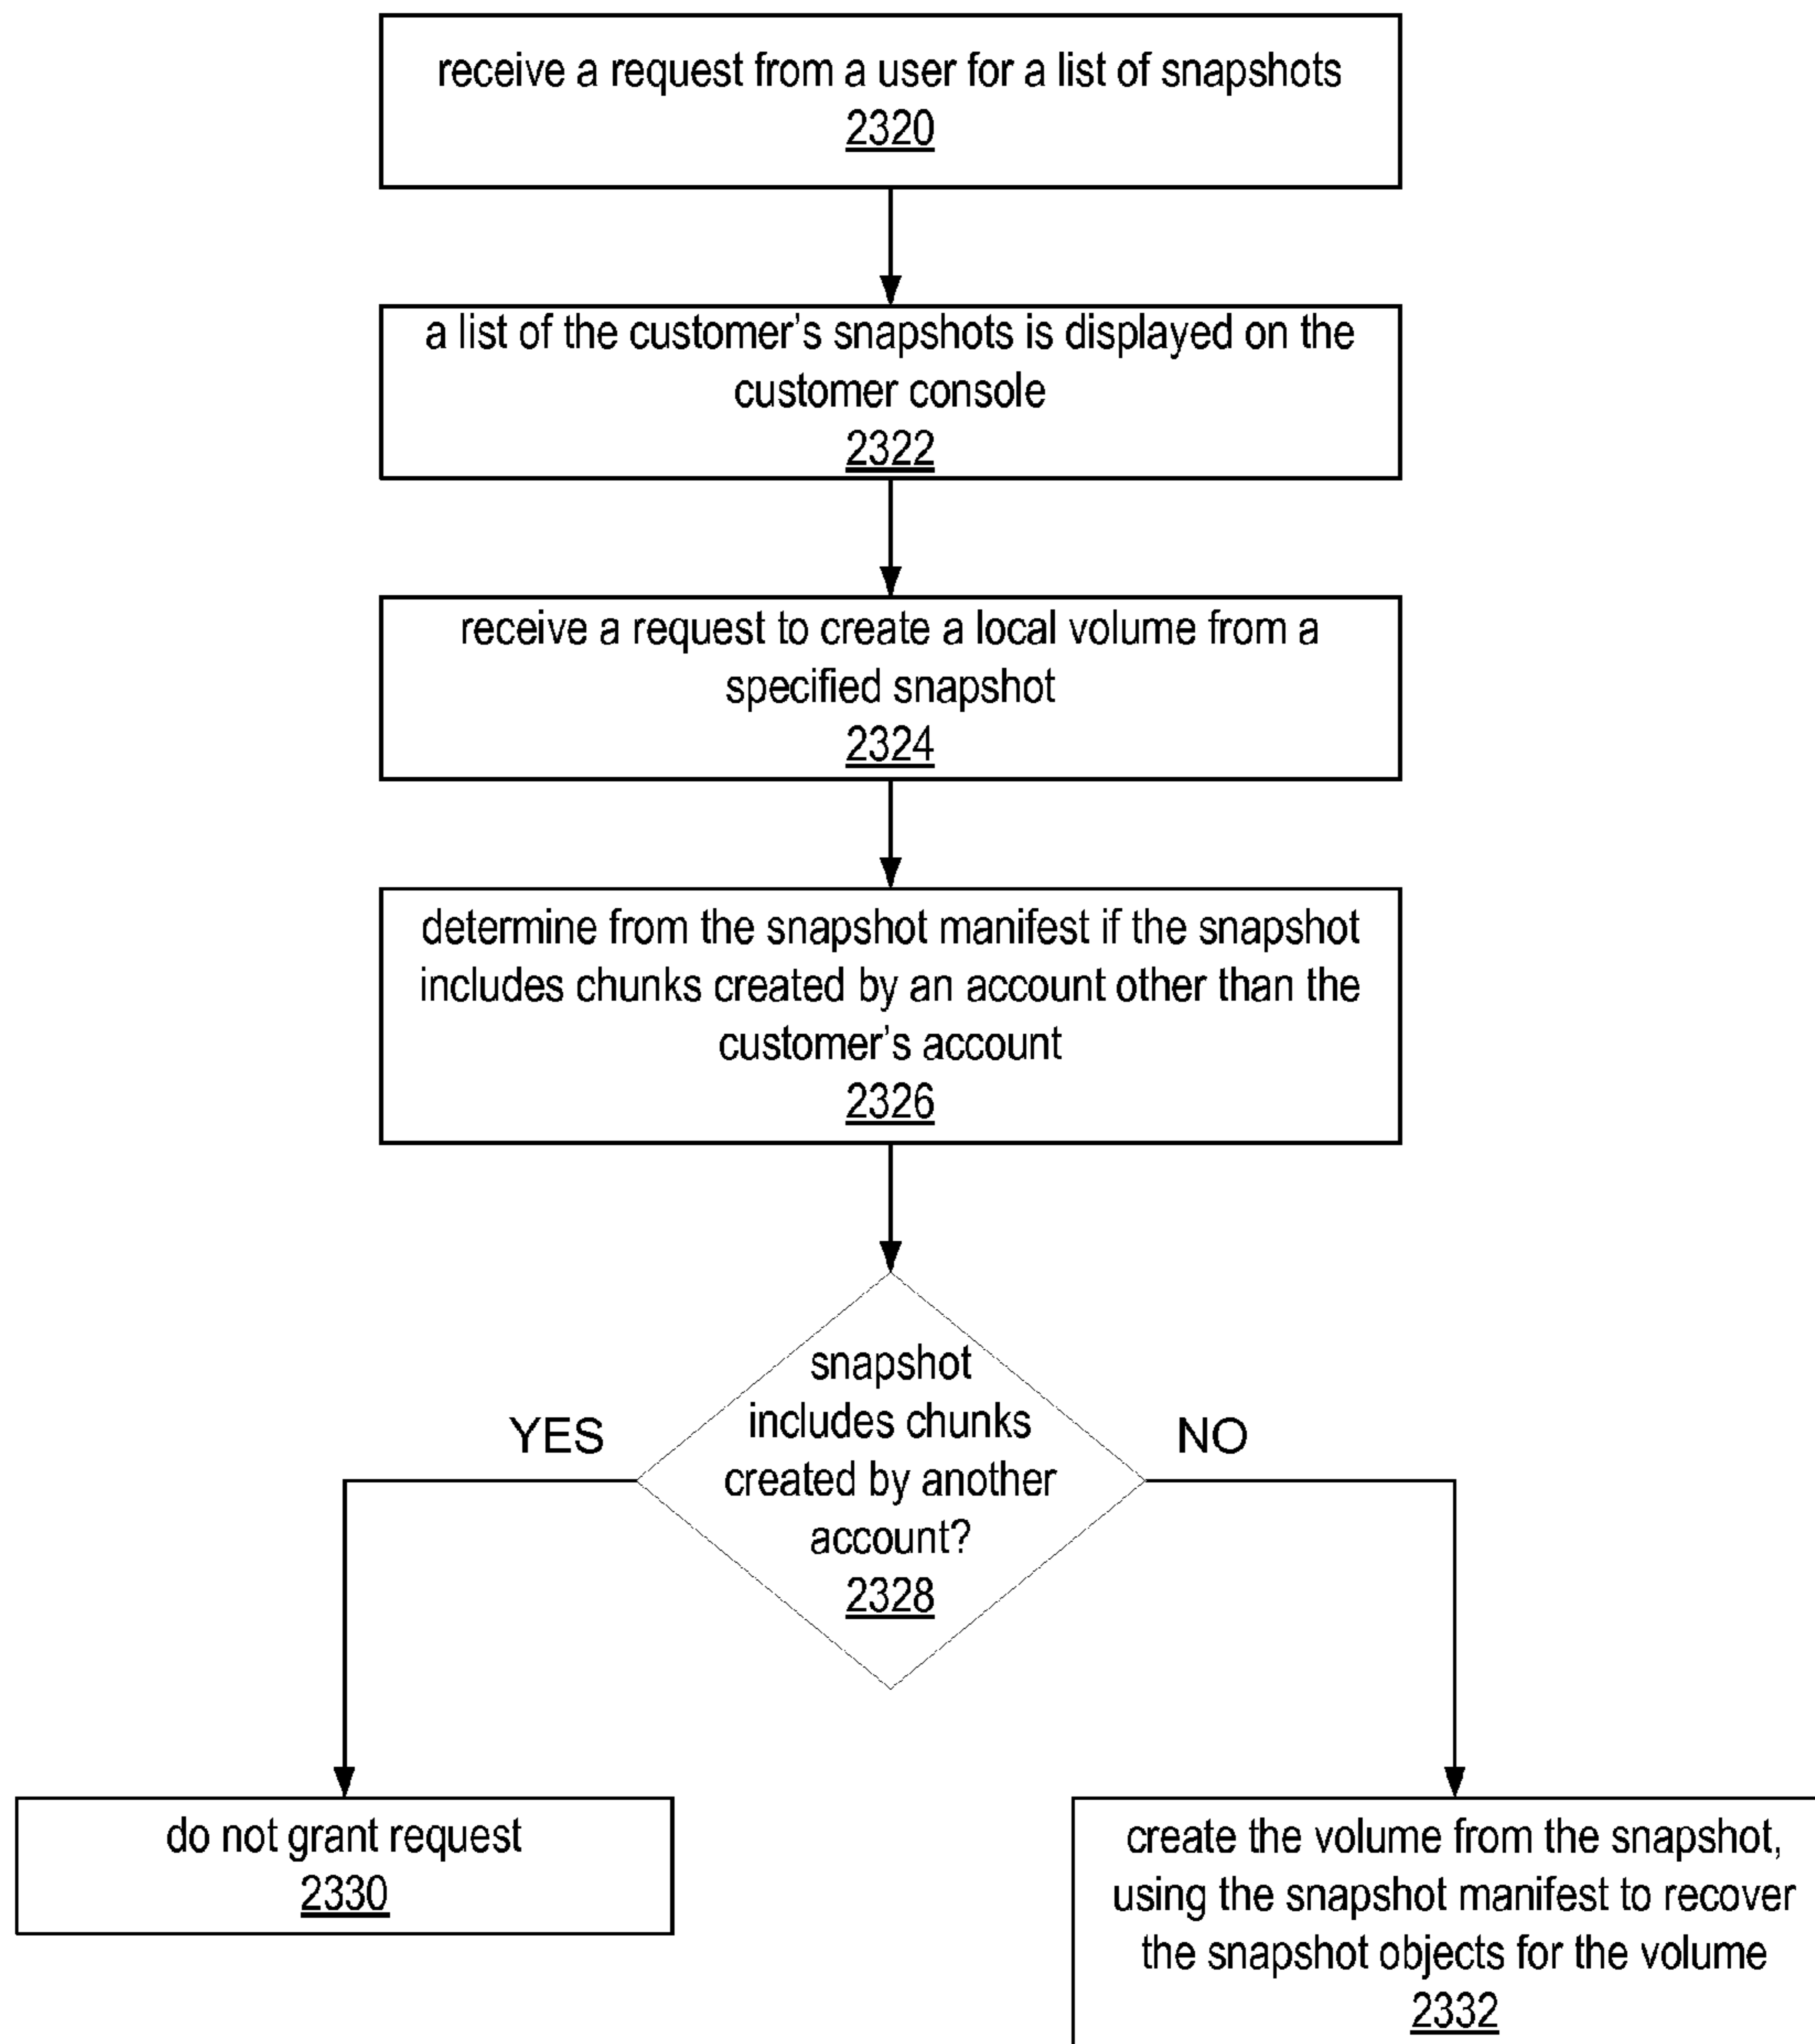 receive a request from a user for a list of snapshots
2320
a list of the customer's snapshots is displayed on the
customer console
2322
receive a request to create a local volume from a
specified snapshot
2324
determine from the snapshot manifest if the snapshot
includes chunks created by an account other than the
customer's account
2326
snapshot
includes chunks
created by another
account?
2328
YES
NO
do not grant request
2330
create the volume from the snapshot,
using the snapshot manifest to recover
the snapshot objects for the volume
2332